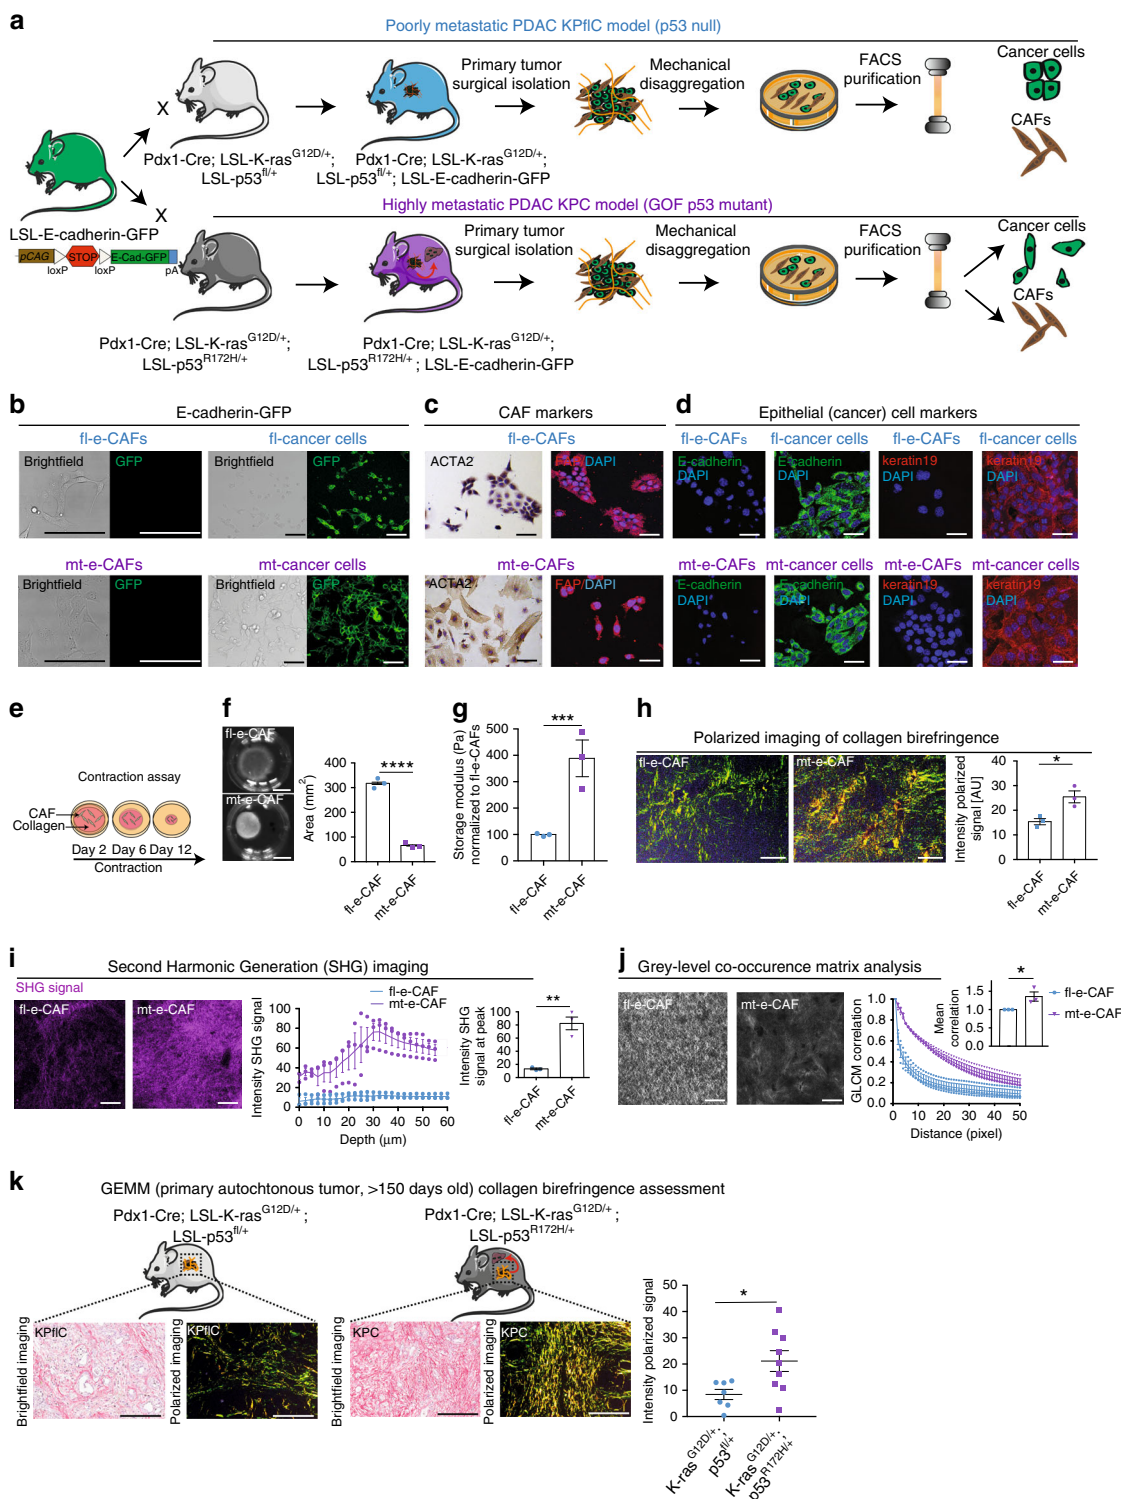 a
Poorly metastatic PDAC KPflC model (p53 null)
Primary tumor surgical isolation
Mechanical disaggregation
FACS purification
Cancer cells
CAFs
X
Pdx1-Cre; LSL-K-ras^G12D/+; LSL-p53^fl/+
Pdx1-Cre; LSL-K-ras^G12D/+; LSL-p53^fl/+; LSL-E-cadherin-GFP
X
LSL-E-cadherin-GFP
pCAG STOP E-Cad-GFP pA
loxP loxP
Highly metastatic PDAC KPC model (GOF p53 mutant)
Primary tumor surgical isolation
Mechanical disaggregation
FACS purification
Cancer cells
CAFs
Pdx1-Cre; LSL-K-ras^G12D/+; LSL-p53^R172H/+
Pdx1-Cre; LSL-K-ras^G12D/+; LSL-p53^R172H/+; LSL-E-cadherin-GFP
b
E-cadherin-GFP
fl-e-CAFs
fl-cancer cells
Brightfield GFP Brightfield GFP
mt-e-CAFs
mt-cancer cells
Brightfield GFP Brightfield GFP
c
CAF markers
fl-e-CAFs
ACTA2 FAP/DAPI
mt-e-CAFs
ACTA2 FAP/DAPI
d
Epithelial (cancer) cell markers
fl-e-CAFs fl-cancer cells fl-e-CAFs fl-cancer cells
E-cadherin E-cadherin keratin19 keratin19
DAPI DAPI DAPI DAPI
mt-e-CAFs mt-cancer cells mt-e-CAFs mt-cancer cells
E-cadherin E-cadherin keratin19 keratin19
DAPI DAPI DAPI DAPI
e
Contraction assay
CAF
Collagen
Day 2 Day 6 Day 12
Contraction
f
fl-e-CAF
mt-e-CAF
Area (mm²)
400
300
200
100
0
****
fl-e-CAF
mt-e-CAF
g
Storage modulus (Pa) normalized to fl-e-CAFs
500
400
300
200
100
0
***
fl-e-CAF
mt-e-CAF
h
Polarized imaging of collagen birefringence
fl-e-CAF
mt-e-CAF
Intensity polarized signal [AU]
40
30
20
10
0
*
fl-e-CAF
mt-e-CAF
i
Second Harmonic Generation (SHG) imaging
SHG signal
fl-e-CAF
mt-e-CAF
Intensity SHG signal
100
80
60
40
20
0
fl-e-CAF
mt-e-CAF
0 10 20 30 40 50 60
Depth (μm)
Intensity SHG signal at peak
100
80
60
40
20
0
**
fl-e-CAF
mt-e-CAF
j
Grey-level co-occurence matrix analysis
fl-e-CAF
mt-e-CAF
GLCM correlation
1.0
0.8
0.6
0.4
0.2
0.0
0 10 20 30 40 50
Distance (pixel)
Mean correlation
1.5
1.0
0.5
0.0
*
fl-e-CAF
mt-e-CAF
k
GEMM (primary autochtonous tumor, >150 days old) collagen birefringence assessment
Pdx1-Cre; LSL-K-ras^G12D/+; LSL-p53^fl/+
Pdx1-Cre; LSL-K-ras^G12D/+; LSL-p53^R172H/+
Brightfield imaging
KPflC
Polarized imaging
KPflC
Brightfield imaging
KPC
Polarized imaging
KPC
Intensity polarized signal
50
40
30
20
10
0
*
K-ras^G12D/+; p53^fl/+
K-ras^G12D/+; p53^R172H/+